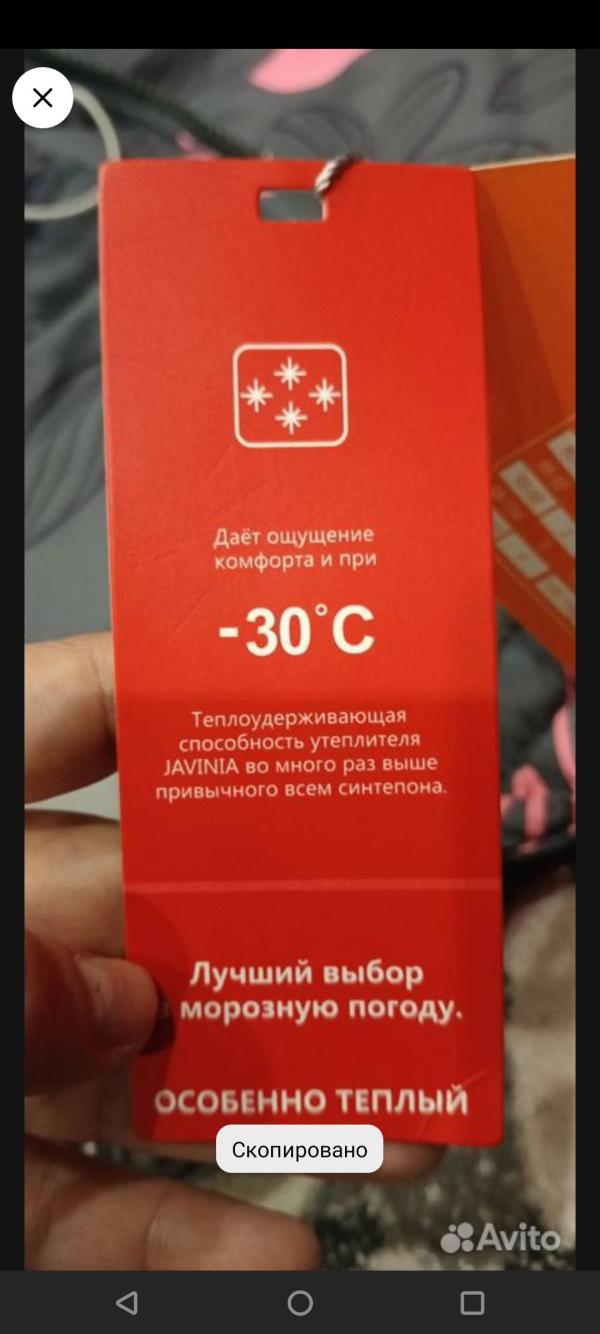 Даёт ощущение
комфорта и при
-30°C
Теплоудерживающая
способность утеплителя
JAVINIA во много раз выше
привычного всем синтепона.
Лучший выбор
в морозную погоду.
ОСОБЕННО ТЕПЛЫЙ
Скопировано
Avito